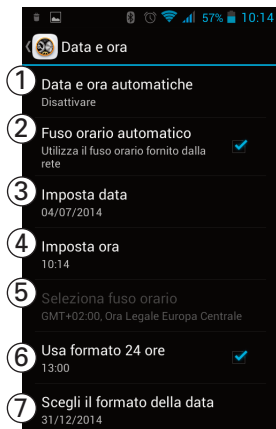 57% 10:14
Data e ora
1 Data e ora automatiche
Disattivare
2 Fuso orario automatico
Utilizza il fuso orario fornito dalla
rete
3 Imposta data
04/07/2014
4 Imposta ora
10:14
5 Seleziona fuso orario
GMT+02:00, Ora Legale Europa Centrale
6 Usa formato 24 ore
13:00
7 Scegli il formato della data
31/12/2014